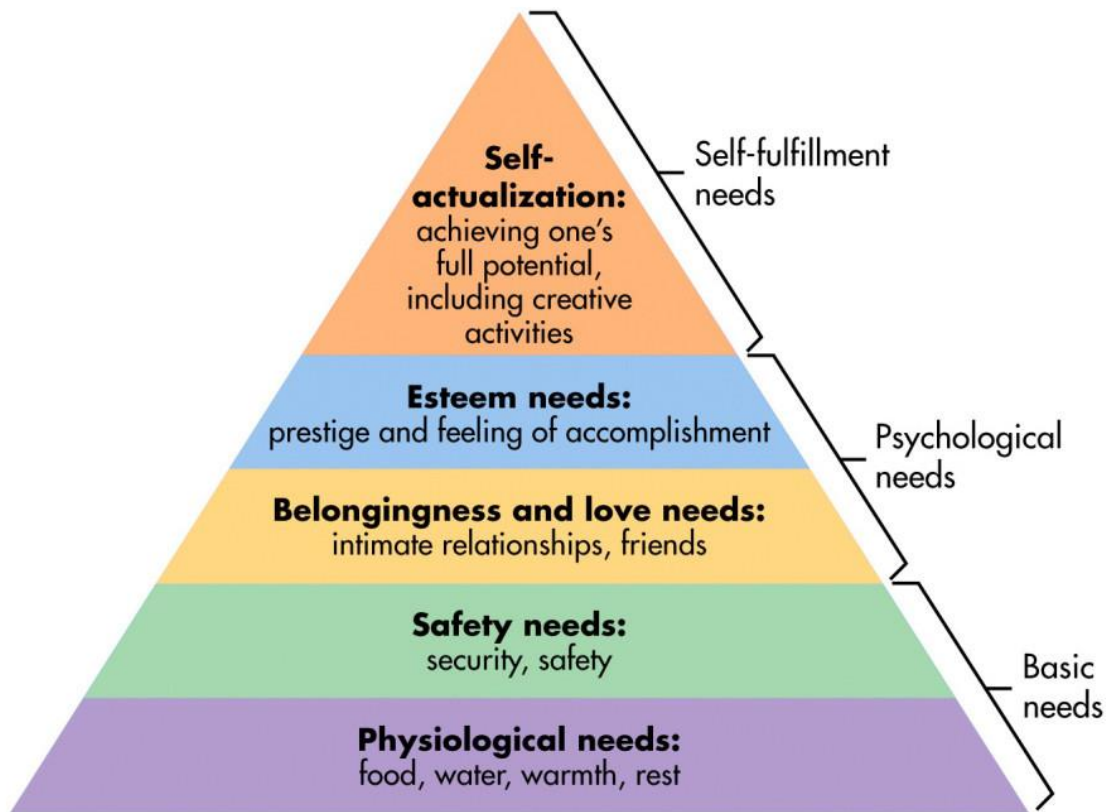 Self-
actualization:
achieving one's
full potential,
including creative
activities
Self-fulfillment
needs
Esteem needs:
prestige and feeling of accomplishment
Psychological
needs
Belongingness and love needs:
intimate relationships, friends
Safety needs:
security, safety
Basic
needs
Physiological needs:
food, water, warmth, rest